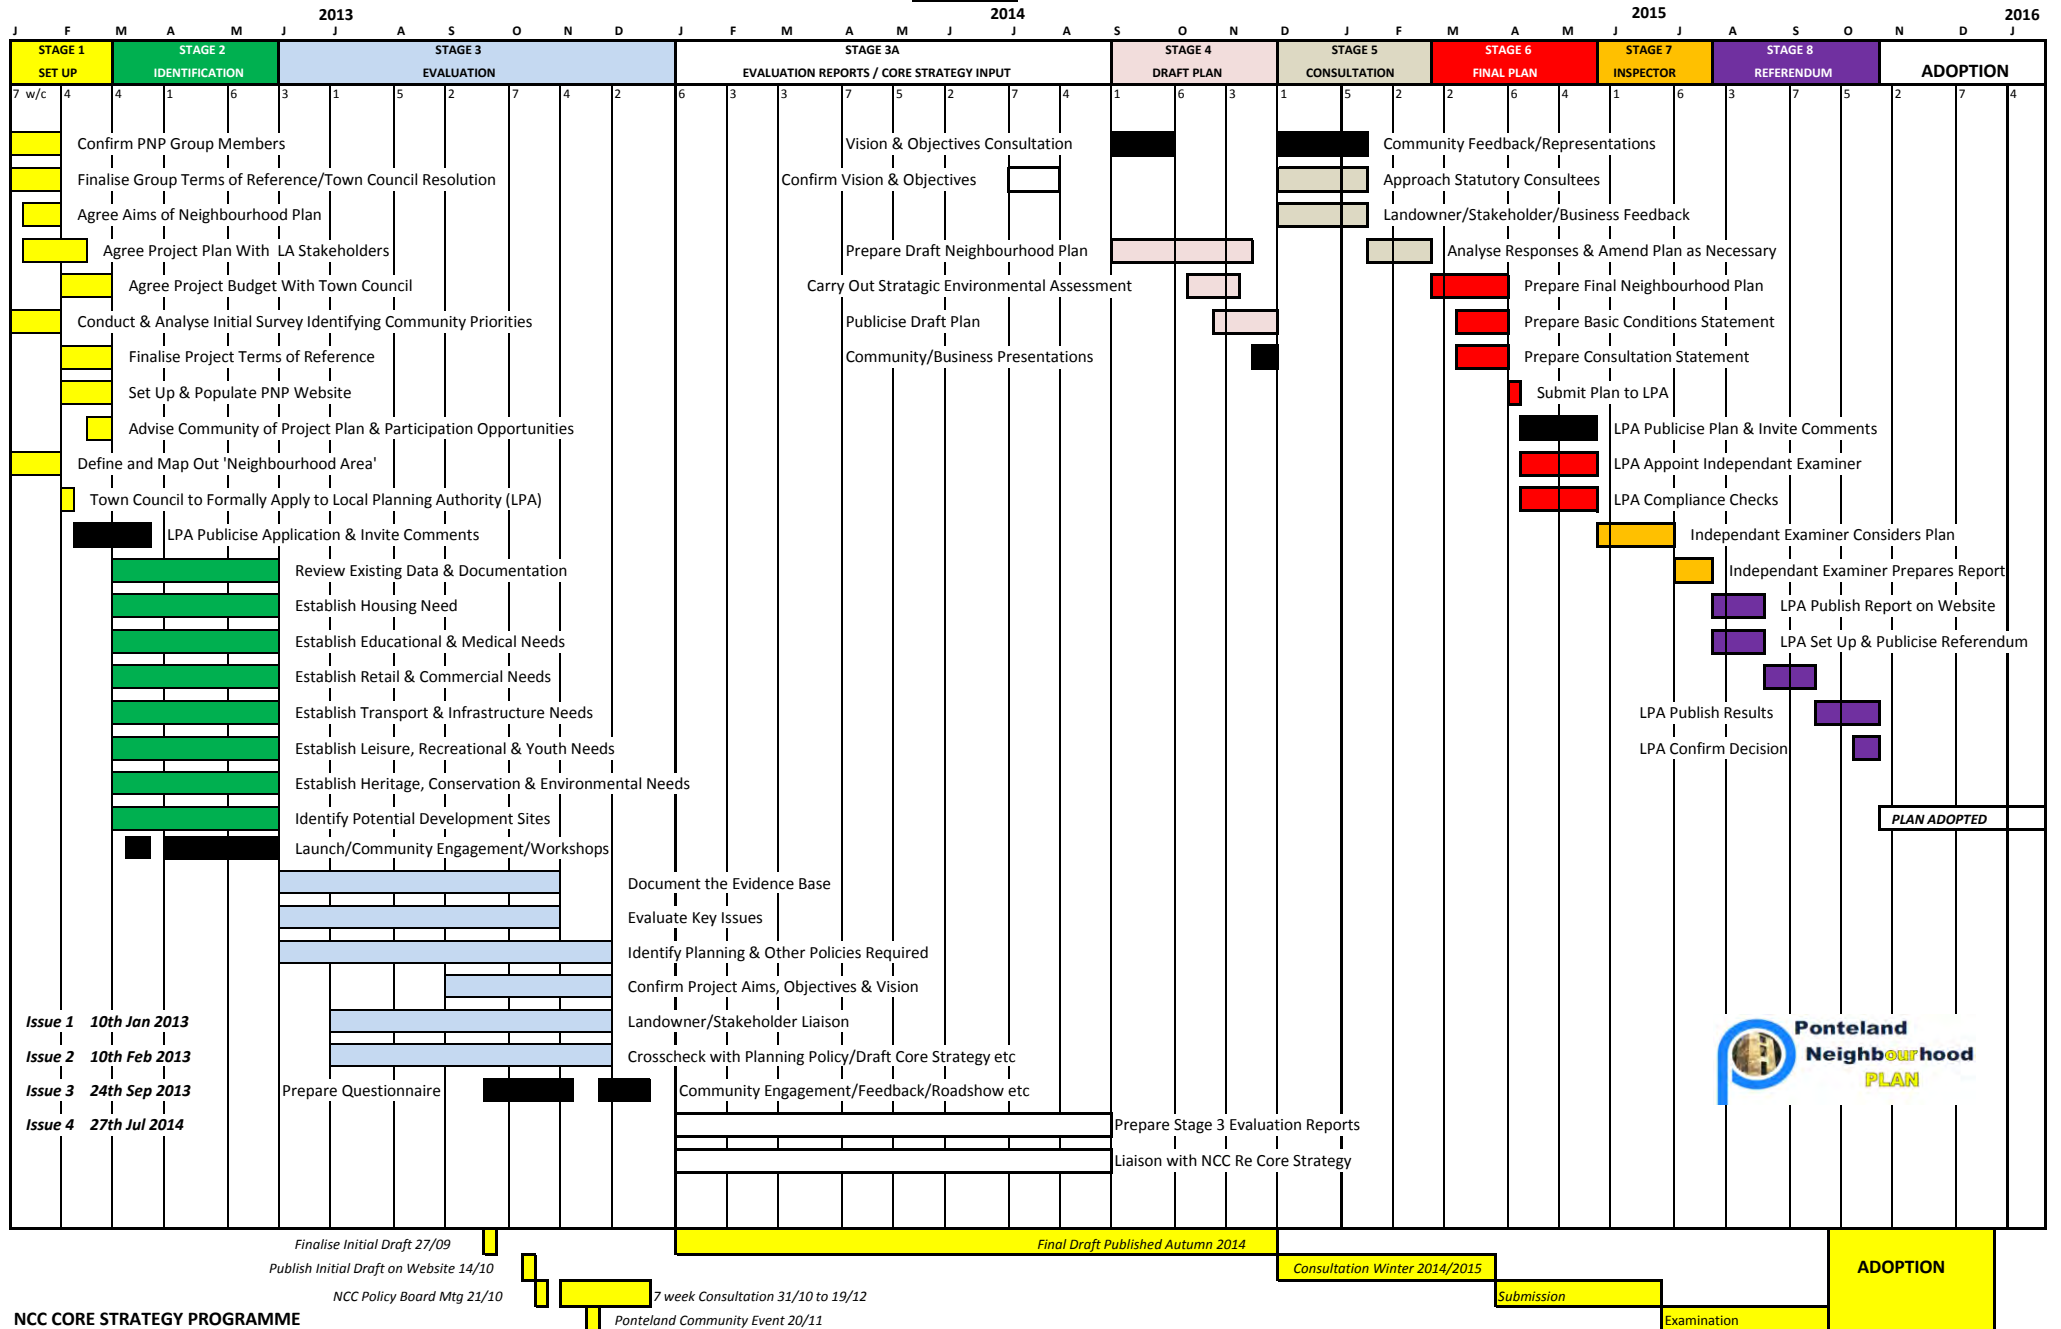 2013 2014 2015 2016
J F M A M J J A S O N D J F M A M J J A S O N D J F M A M J J A S O N D J
STAGE 1 STAGE 2 STAGE 3 STAGE 3A STAGE 4 STAGE 5 STAGE 6 STAGE 7 STAGE 8
SET UP IDENTIFICATION EVALUATION EVALUATION REPORTS / CORE STRATEGY INPUT DRAFT PLAN CONSULTATION FINAL PLAN INSPECTOR REFERENDUM ADOPTION
7 w/c 4 4 1 6 3 1 5 2 7 4 2 6 3 3 7 5 2 7 4 1 6 3 1 5 2 2 6 4 1 6 3 7 5 2 7 4
Confirm PNP Group Members Vision & Objectives Consultation Community Feedback/Representations
Finalise Group Terms of Reference/Town Council Resolution Confirm Vision & Objectives Approach Statutory Consultees
Agree Aims of Neighbourhood Plan Landowner/Stakeholder/Business Feedback
Agree Project Plan With LA Stakeholders Prepare Draft Neighbourhood Plan Analyse Responses & Amend Plan as Necessary
Agree Project Budget With Town Council Carry Out Stratagic Environmental Assessment Prepare Final Neighbourhood Plan
Conduct & Analyse Initial Survey Identifying Community Priorities Publicise Draft Plan Prepare Basic Conditions Statement
Finalise Project Terms of Reference Community/Business Presentations Prepare Consultation Statement
Set Up & Populate PNP Website Submit Plan to LPA
Advise Community of Project Plan & Participation Opportunities LPA Publicise Plan & Invite Comments
Define and Map Out 'Neighbourhood Area' LPA Appoint Independant Examiner
Town Council to Formally Apply to Local Planning Authority (LPA) LPA Compliance Checks
LPA Publicise Application & Invite Comments Independant Examiner Considers Plan
Review Existing Data & Documentation Independant Examiner Prepares Report
Establish Housing Need LPA Publish Report on Website
Establish Educational & Medical Needs LPA Set Up & Publicise Referendum
Establish Retail & Commercial Needs
Establish Transport & Infrastructure Needs LPA Publish Results
Establish Leisure, Recreational & Youth Needs LPA Confirm Decision
Establish Heritage, Conservation & Environmental Needs
Identify Potential Development Sites PLAN ADOPTED
Launch/Community Engagement/Workshops
Document the Evidence Base
Evaluate Key Issues
Identify Planning & Other Policies Required
Confirm Project Aims, Objectives & Vision
Issue 1 10th Jan 2013 Landowner/Stakeholder Liaison
Issue 2 10th Feb 2013 Crosscheck with Planning Policy/Draft Core Strategy etc
Issue 3 24th Sep 2013 Prepare Questionnaire Community Engagement/Feedback/Roadshow etc
Issue 4 27th Jul 2014 Prepare Stage 3 Evaluation Reports
Liaison with NCC Re Core Strategy
Ponteland
Neighbourhood
PLAN
Finalise Initial Draft 27/09 Final Draft Published Autumn 2014
Publish Initial Draft on Website 14/10 Consultation Winter 2014/2015 ADOPTION
NCC Policy Board Mtg 21/10 7 week Consultation 31/10 to 19/12 Submission
NCC CORE STRATEGY PROGRAMME Ponteland Community Event 20/11 Examination